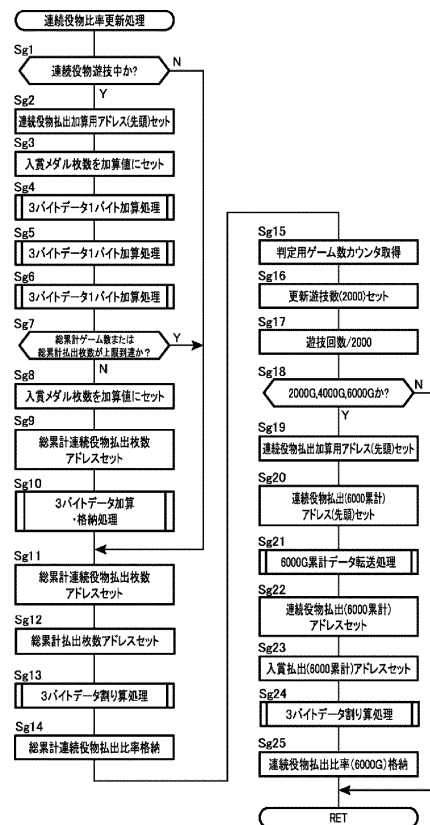 連続役物比率更新処理
Sg1
連続役物遊技中か?
N
Y
Sg2
連続役物払出加算用アドレス(先頭)セット
Sg3
入賞メダル枚数を加算値にセット
Sg4
3バイトデータ1バイト加算処理
Sg5
3バイトデータ1バイト加算処理
Sg6
3バイトデータ1バイト加算処理
Sg7
総累計ゲーム数または
総累計払出枚数が上限到達か?
Y
N
Sg8
入賞メダル枚数を加算値にセット
Sg9
総累計連続役物払出枚数
アドレスセット
Sg10
3バイトデータ加算
・格納処理
Sg11
総累計連続役物払出枚数
アドレスセット
Sg12
総累計払出枚数アドレスセット
Sg13
3バイトデータ割り算処理
Sg14
総累計連続役物払出比率格納
Sg15
判定用ゲーム数カウンタ取得
Sg16
更新遊技数(2000)セット
Sg17
遊技回数/2000
Sg18
2000G,4000G,6000Gか?
N
Y
Sg19
連続役物払出加算用アドレス(先頭)セット
Sg20
連続役物払出(6000累計)
アドレス(先頭)セット
Sg21
6000G累計データ転送処理
Sg22
連続役物払出(6000累計)
アドレスセット
Sg23
入賞払出(6000累計)アドレスセット
Sg24
3バイトデータ割り算処理
Sg25
連続役物払出比率(6000G)格納
RET